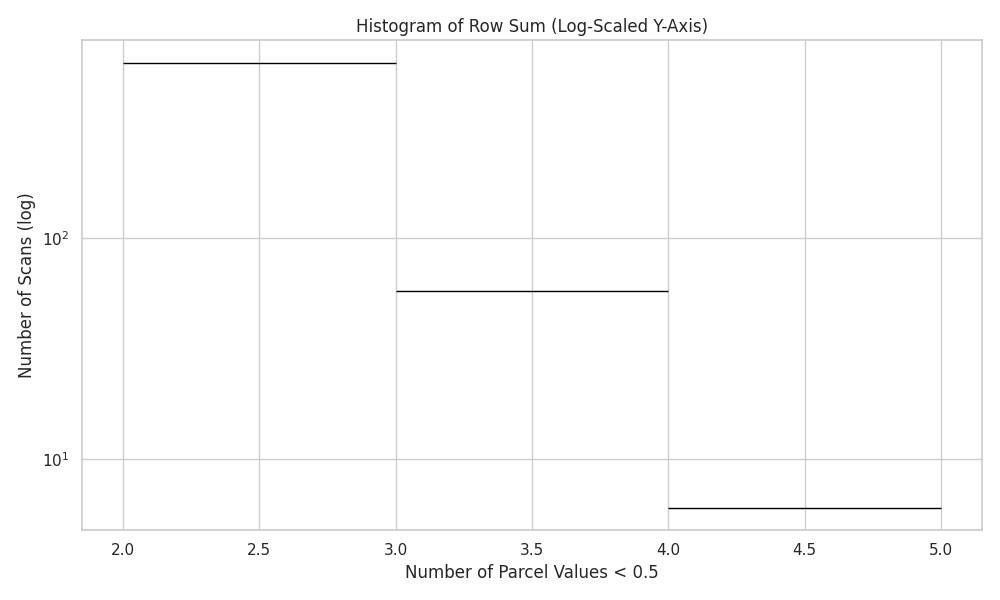 Histogram of Row Sum (Log-Scaled Y-Axis)
Number of Scans (log)
10²
10¹
2.0 2.5 3.0 3.5 4.0 4.5 5.0
Number of Parcel Values < 0.5